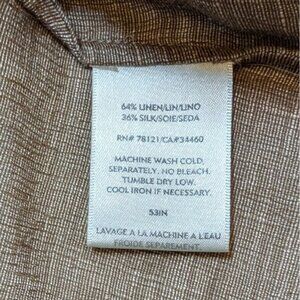 64% LINEN/LIN/LINO
36% SILK/SOIE/SEDA
RN# 78121/CA#34460
MACHINE WASH COLD,
SEPARATELY. NO BLEACH.
TUMBLE DRY LOW.
COOL IRON IF NECESSARY.
53IN
LAVAGE A LA MACHINE A L'EAU
FROIDE SEPAREMENT.